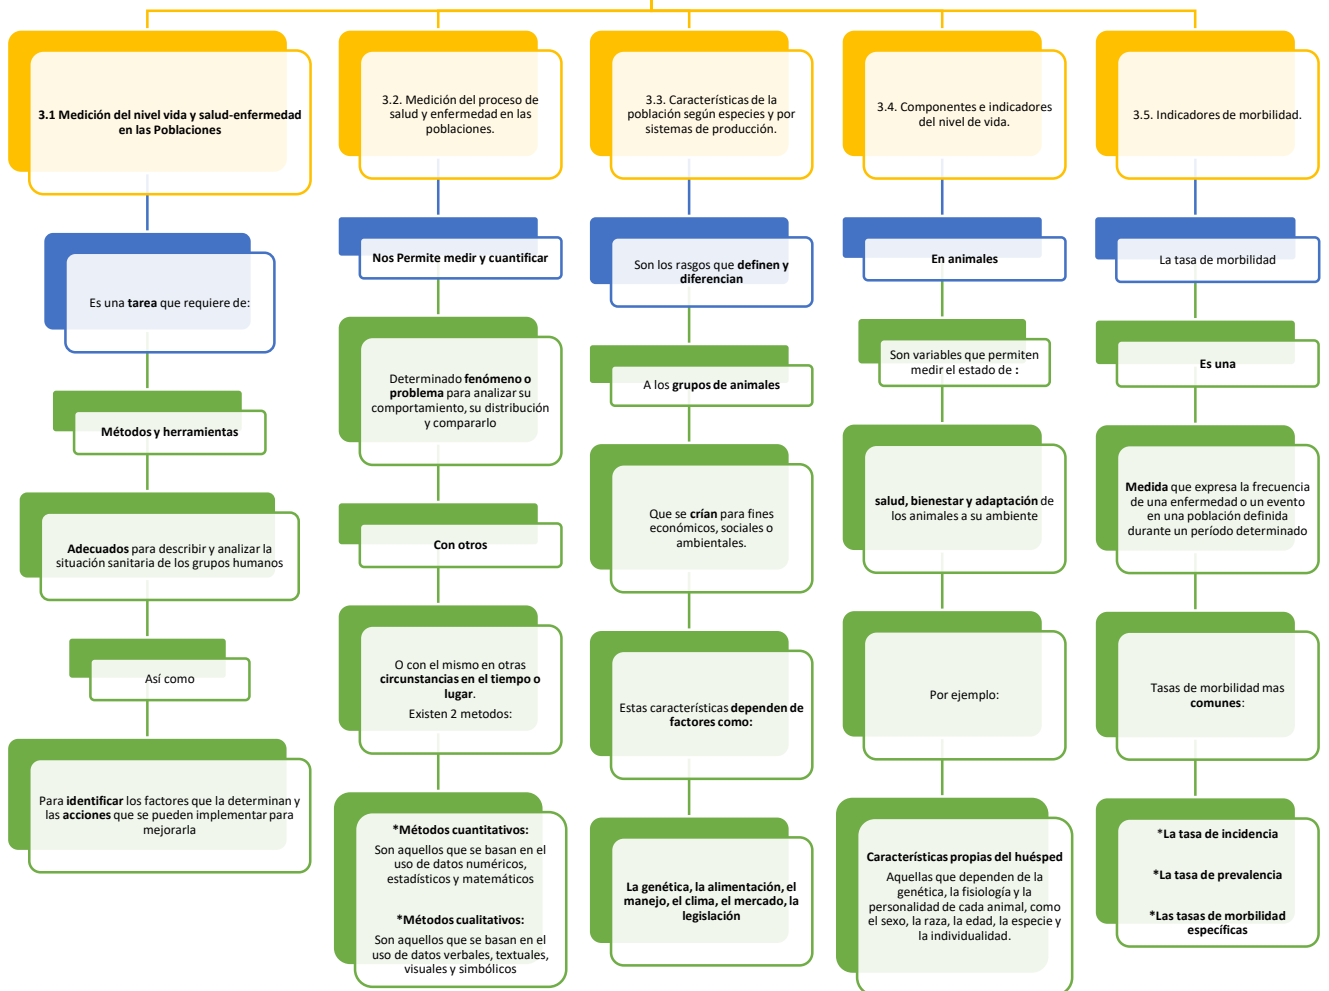 3.1 Medición del nivel vida y salud-enfermedad
en las Poblaciones
Es una tarea que requiere de:
Métodos y herramientas
Adecuados para describir y analizar la
situación sanitaria de los grupos humanos
Así como
Para identificar los factores que la determinan y
las acciones que se pueden implementar para
mejorarla
3.2. Medición del proceso de
salud y enfermedad en las
poblaciones.
Nos Permite medir y cuantificar
Determinado fenómeno o
problema para analizar su
comportamiento, su distribución
y compararlo
Con otros
O con el mismo en otras
circunstancias en el tiempo o
lugar.
Existen 2 metodos:
*Métodos cuantitativos:
Son aquellos que se basan en el
uso de datos numéricos,
estadísticos y matemáticos
*Métodos cualitativos:
Son aquellos que se basan en el
uso de datos verbales, textuales,
visuales y simbólicos
3.3. Características de la
población según especies y por
sistemas de producción.
Son los rasgos que definen y
diferencian
A los grupos de animales
Que se crían para fines
económicos, sociales o
ambientales.
Estas características dependen de
factores como:
La genética, la alimentación, el
manejo, el clima, el mercado, la
legislación
3.4. Componentes e indicadores
del nivel de vida.
En animales
Son variables que permiten
medir el estado de :
salud, bienestar y adaptación de
los animales a su ambiente
Por ejemplo:
Características propias del huésped
Aquellas que dependen de la
genética, la fisiología y la
personalidad de cada animal, como
el sexo, la raza, la edad, la especie y
la individualidad.
3.5. Indicadores de morbilidad.
La tasa de morbilidad
Es una
Medida que expresa la frecuencia
de una enfermedad o un evento
en una población definida
durante un período determinado
Tasas de morbilidad mas
comunes:
*La tasa de incidencia
*La tasa de prevalencia
*Las tasas de morbilidad
específicas